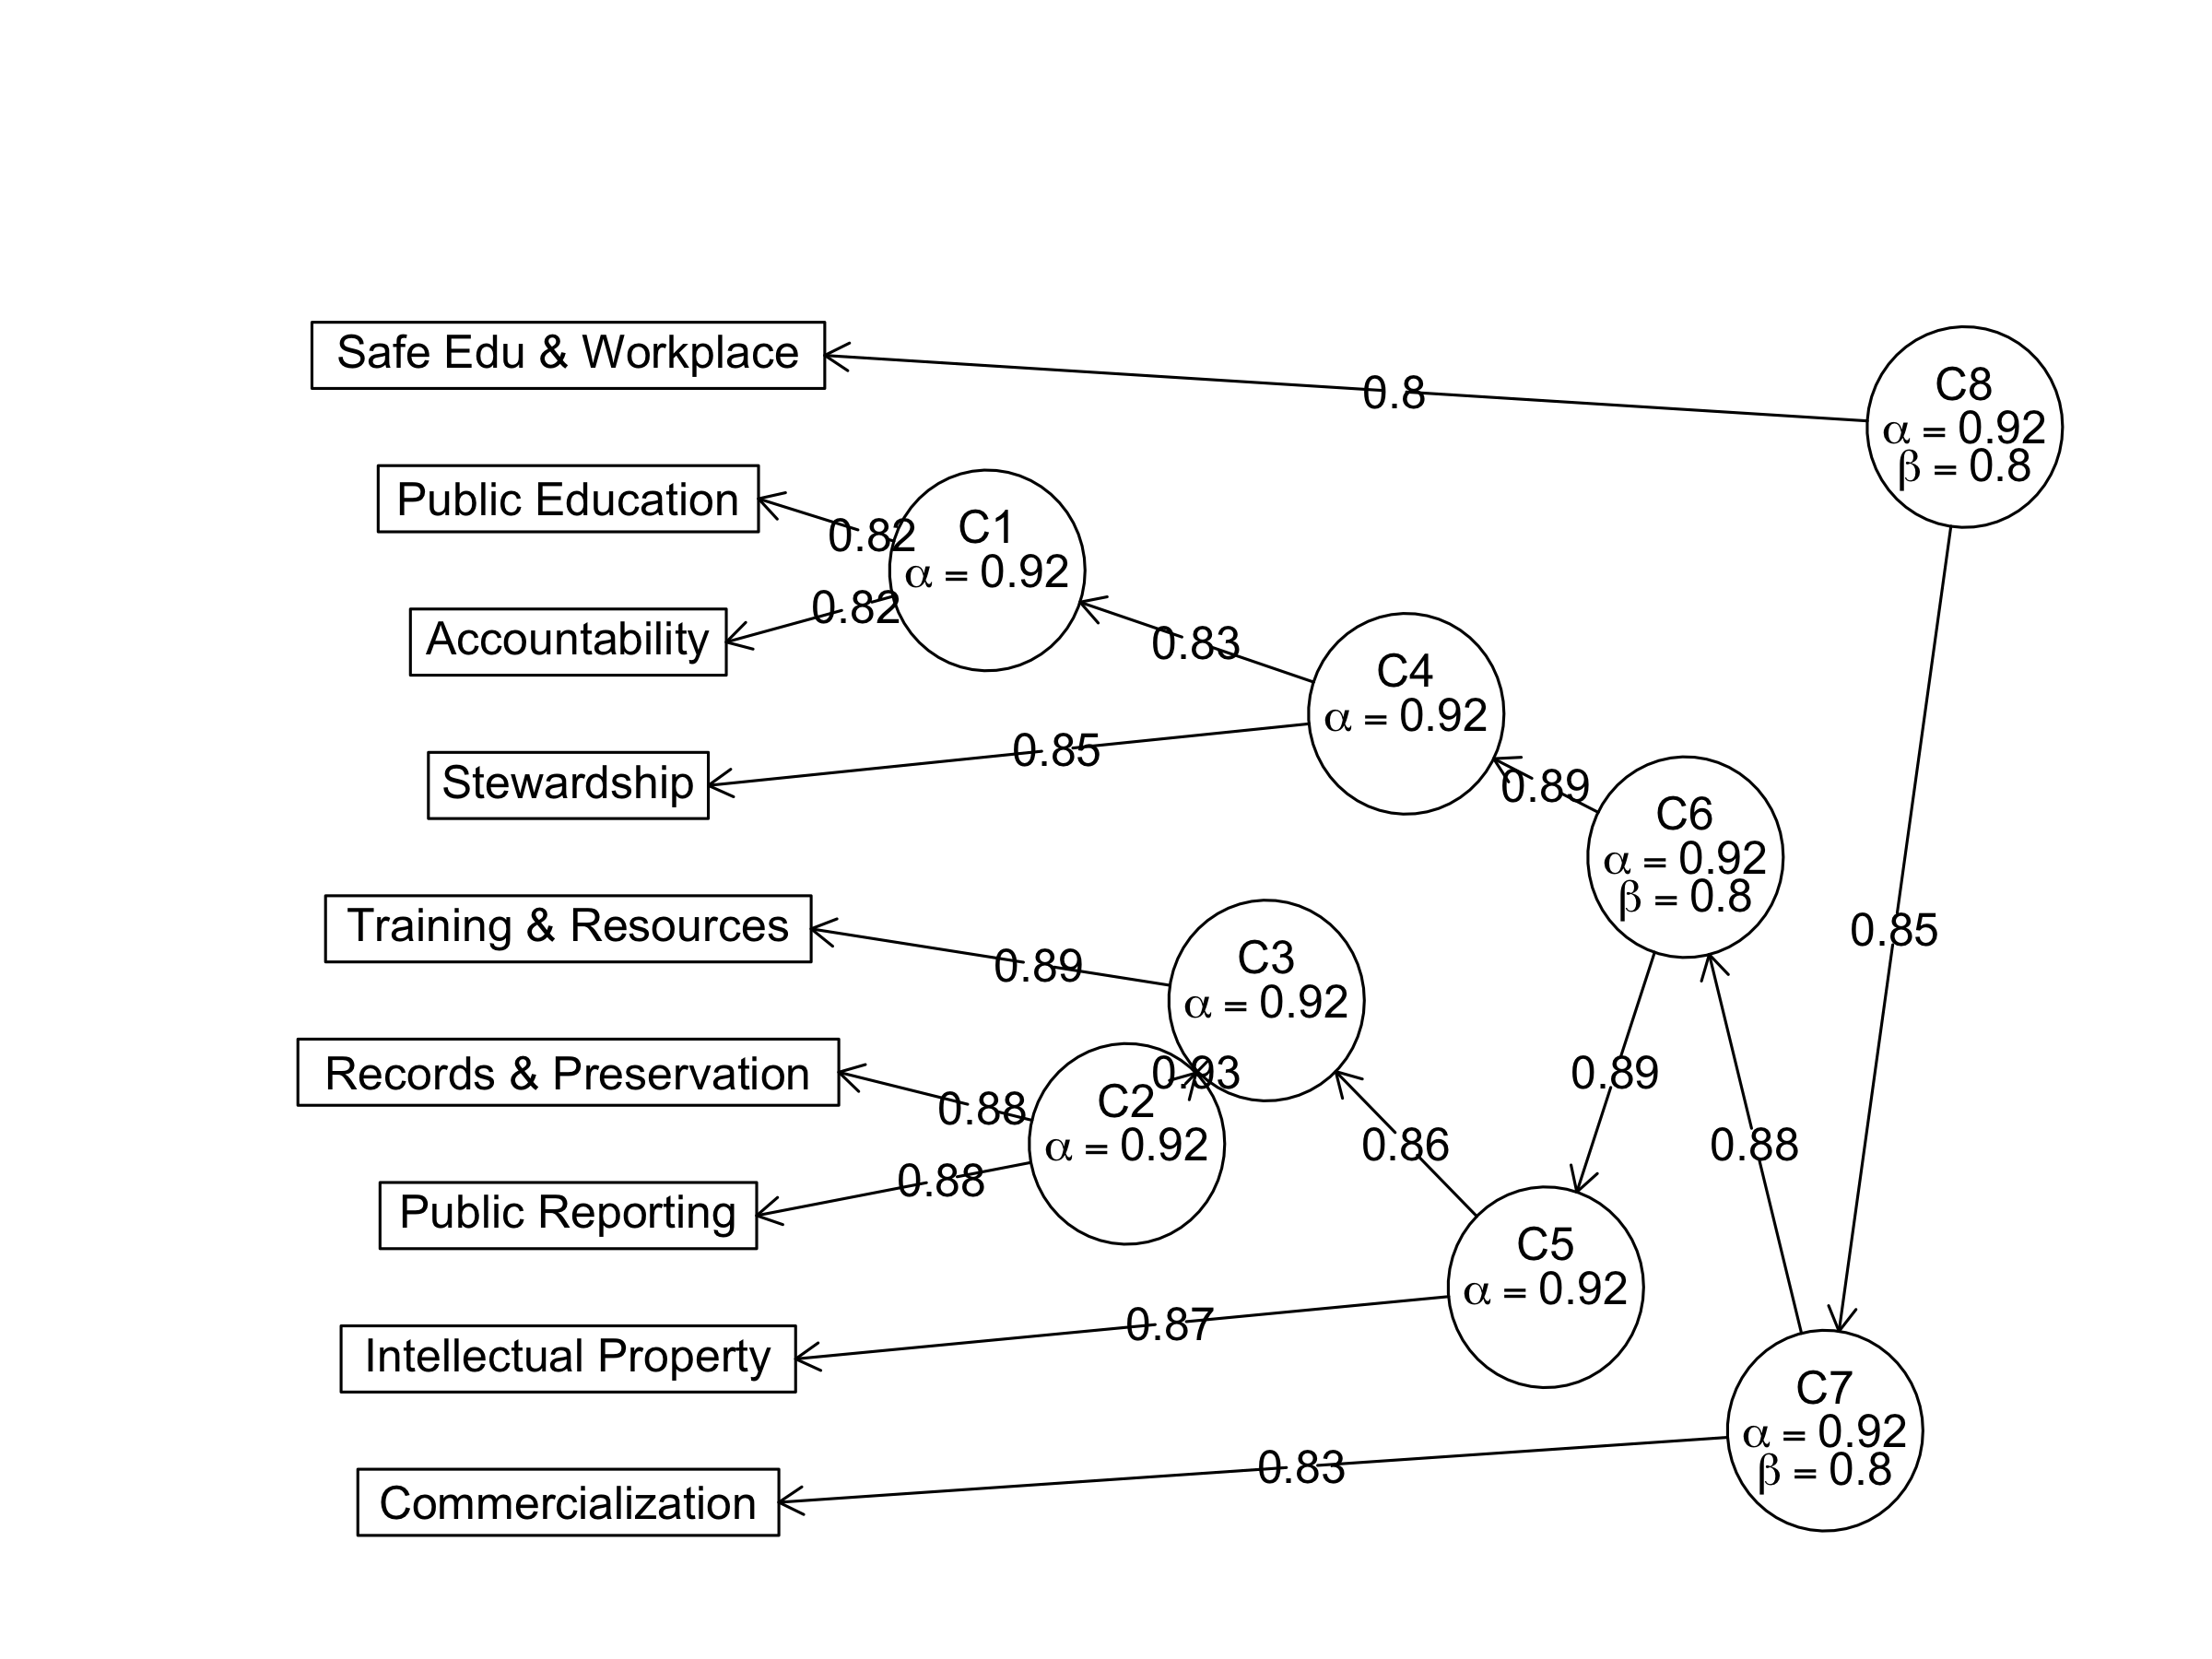 Safe Edu & Workplace
0.8
C8
α = 0.92
β = 0.8
Public Education
0.82
C1
α = 0.92
Accountability
0.82
0.83
C4
α = 0.92
Stewardship
0.85
0.89
C6
α = 0.92
β = 0.8
Training & Resources
0.89
C3
α = 0.92
0.85
Records & Preservation
0.88
C2
α = 0.92
0.93
0.86
0.89
0.88
Public Reporting
0.88
C5
α = 0.92
Intellectual Property
0.87
C7
α = 0.92
β = 0.8
Commercialization
0.83